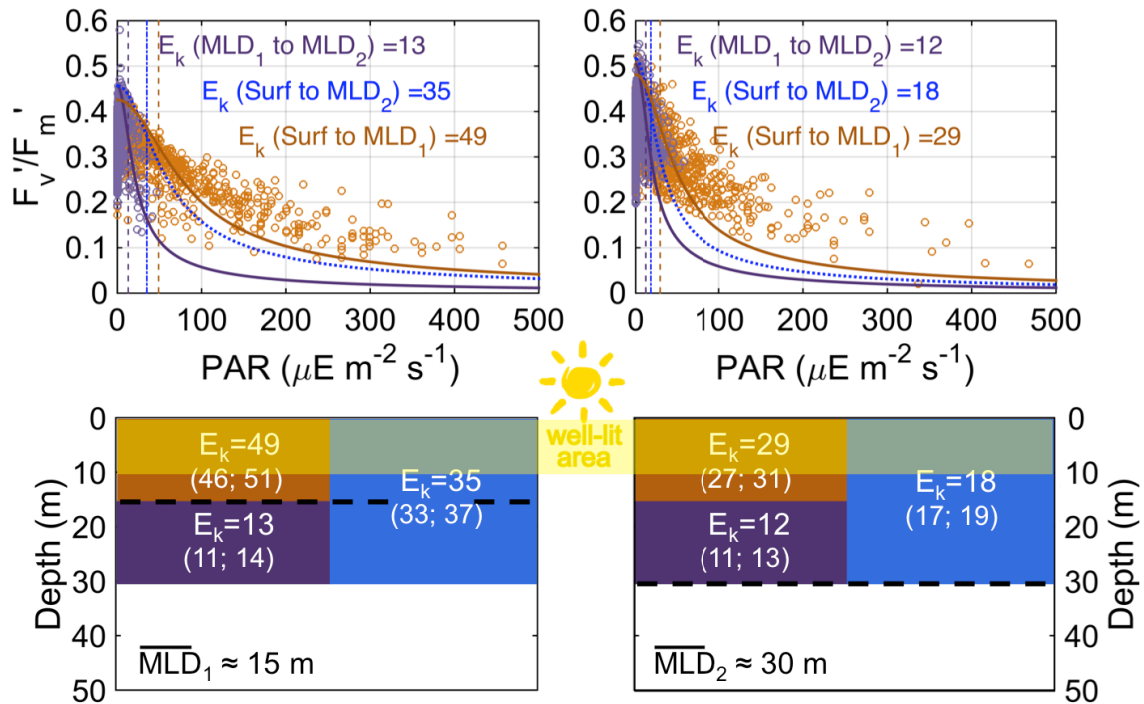 0.6
0.5
0.4
0.3
0.2
0.1
0
F_v'/F_m'
E_k (MLD_1 to MLD_2) =13
E_k (Surf to MLD_2) =35
E_k (Surf to MLD_1) =49
0 100 200 300 400 500
PAR (μE m^-2 s^-1)
0.6
0.5
0.4
0.3
0.2
0.1
0
E_k (MLD_1 to MLD_2) =12
E_k (Surf to MLD_2) =18
E_k (Surf to MLD_1) =29
0 100 200 300 400 500
PAR (μE m^-2 s^-1)
well-lit
area
0
10
20
30
40
50
Depth (m)
E_k=49
(46; 51)
E_k=35
(33; 37)
E_k=13
(11; 14)
M̅L̅D̅_1 ≈ 15 m
E_k=29
(27; 31)
E_k=18
(17; 19)
E_k=12
(11; 13)
M̅L̅D̅_2 ≈ 30 m
0
10
20
30
40
50
Depth (m)